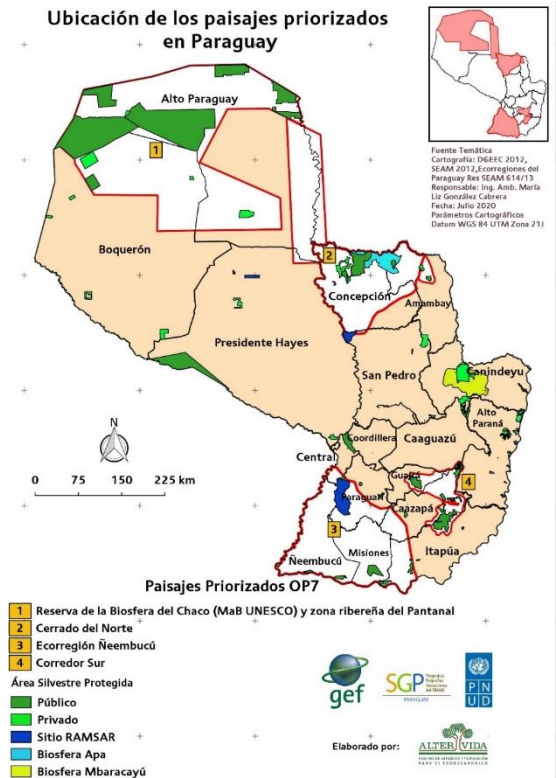 Ubicación de los paisajes priorizados
en Paraguay
Fuente Temática
Cartografía: DGEEC 2012,
SEAM 2012,Ecorregiones del
Paraguay Res SEAM 614/13
Responsable: Ing. Amb. María
Liz González Cabrera
Fecha: Julio 2020
Parámetros Cartográficos
Datum WGS 84 UTM Zona 21J
Alto Paraguay
1
Boquerón
2
Concepción
Amambay
Presidente Hayes
San Pedro
Canindeyu
Alto
Paraná
N
Coordillera
Caaguazú
Central
Guairá
4
0 75 150 225 km
Paraguarí
Caazapá
3
Itapúa
Misiones
Ñeembucú
Paisajes Priorizados OP7
1 Reserva de la Biosfera del Chaco (MaB UNESCO) y zona ribereña del Pantanal
2 Cerrado del Norte
3 Ecorregión Ñeembucú
4 Corredor Sur
Área Silvestre Protegida
Público
Privado
Sitio RAMSAR
Biosfera Apa
Biosfera Mbaracayú
gef
SGP
PARAGUAY
P N
U D
Elaborado por:
ALTER VIDA